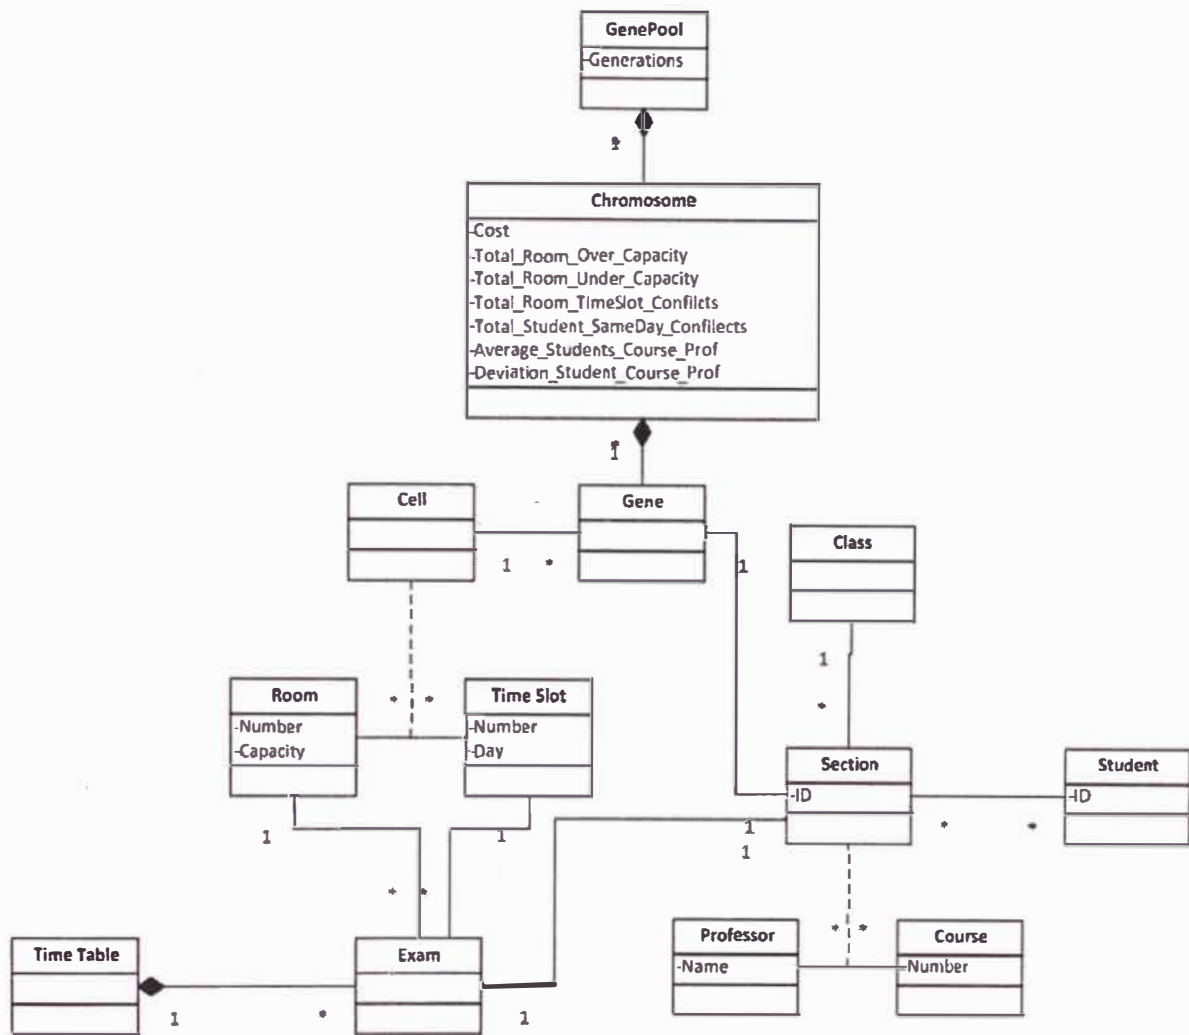 GenePool
-Generations
*
1
Chromosome
-Cost
-Total_Room_Over_Capacity
-Total_Room_Under_Capacity
-Total_Room_TimeSlot_Confilcts
-Total_Student_SameDay_Confilects
-Average_Students_Course_Prof
-Deviation_Student_Course_Prof
*
1
Cell
Gene
Class
1 *
1
1
*
Room
Time Slot
* *
-Number
-Capacity
-Number
-Day
Section
-ID
Student
-ID
1
1
1
1
* *
* *
* *
Professor
-Name
Course
-Number
Time Table
Exam
1
*
1